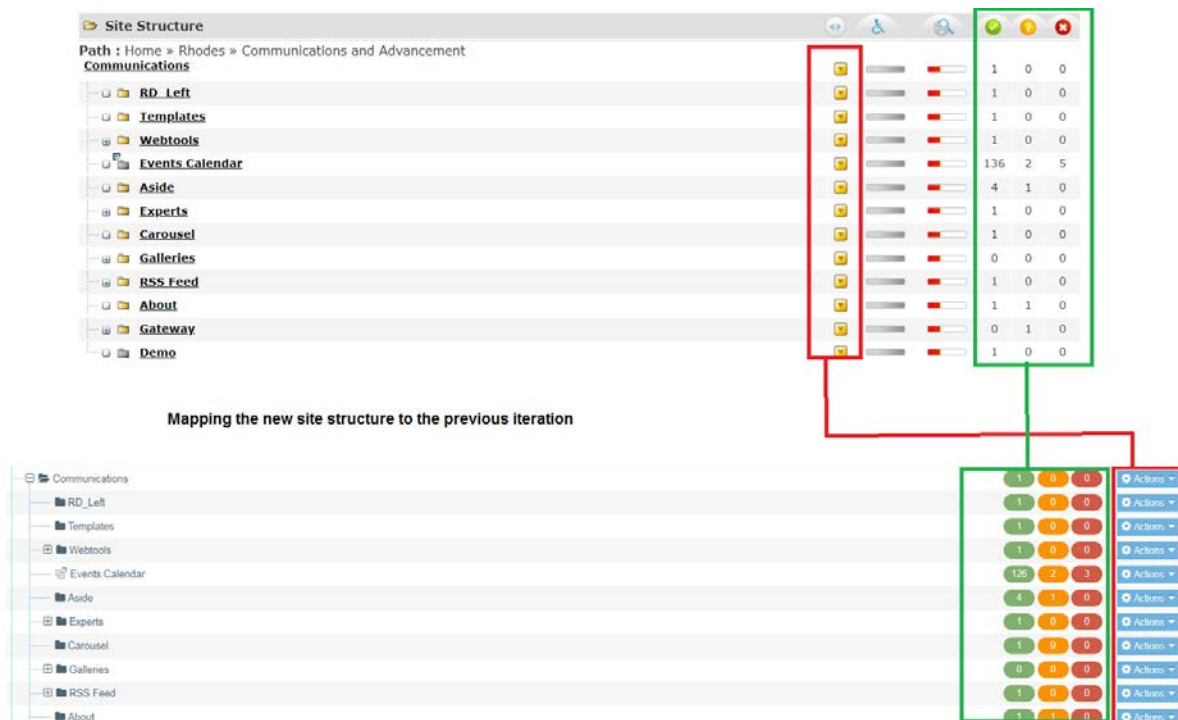 Site Structure
Path : Home » Rhodes » Communications and Advancement
Communications 1 0 0
RD_Left 1 0 0
Templates 1 0 0
Webtools 1 0 0
Events Calendar 136 2 5
Aside 4 1 0
Experts 1 0 0
Carousel 1 0 0
Galleries 0 0 0
RSS Feed 1 0 0
About 1 1 0
Gateway 0 1 0
Demo 1 0 0
Mapping the new site structure to the previous iteration
Communications 1 0 0 Actions
RD_Left 1 0 0 Actions
Templates 1 0 0 Actions
Webtools 1 0 0 Actions
Events Calendar 126 2 3 Actions
Aside 4 1 0 Actions
Experts 1 0 0 Actions
Carousel 1 0 0 Actions
Galleries 0 0 0 Actions
RSS Feed 1 0 0 Actions
About 1 1 0 Actions